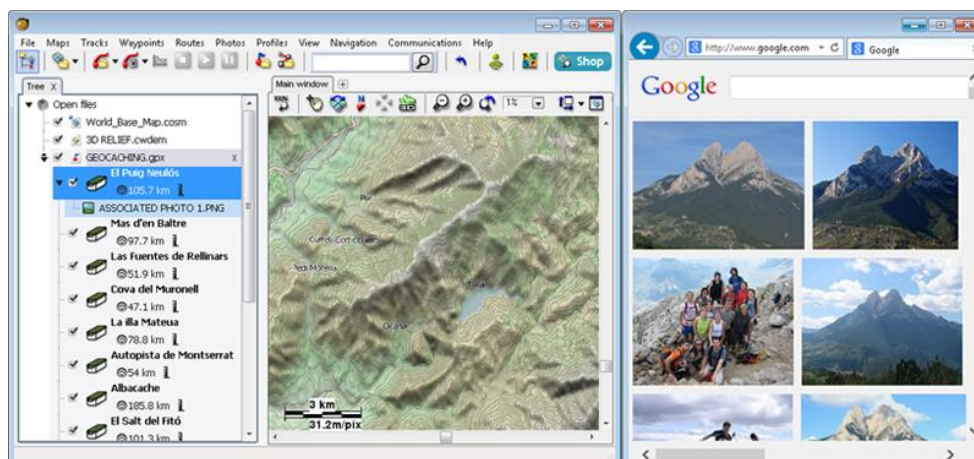 File Maps Tracks Waypoints Routes Photos Profiles View Navigation Communications Help
Shop
Tree X
Main window
100%
1%
Open files
World_Base_Map.cosm
3D RELIEF.cwdem
GEOCACHING.gpx x
El Puig Neulós
105.7 km
ASSOCIATED PHOTO 1.PNG
Mas d'en Baltre
97.7 km
Las Fuentes de Rellinars
51.9 km
Cova del Muronell
47.1 km
La illa Mateua
78.8 km
Autopista de Montserrat
54 km
Albacache
185.8 km
El Salt del Fitó
101.3 km
3 km
31.2m/pix
http://www.google.com
Google
Google